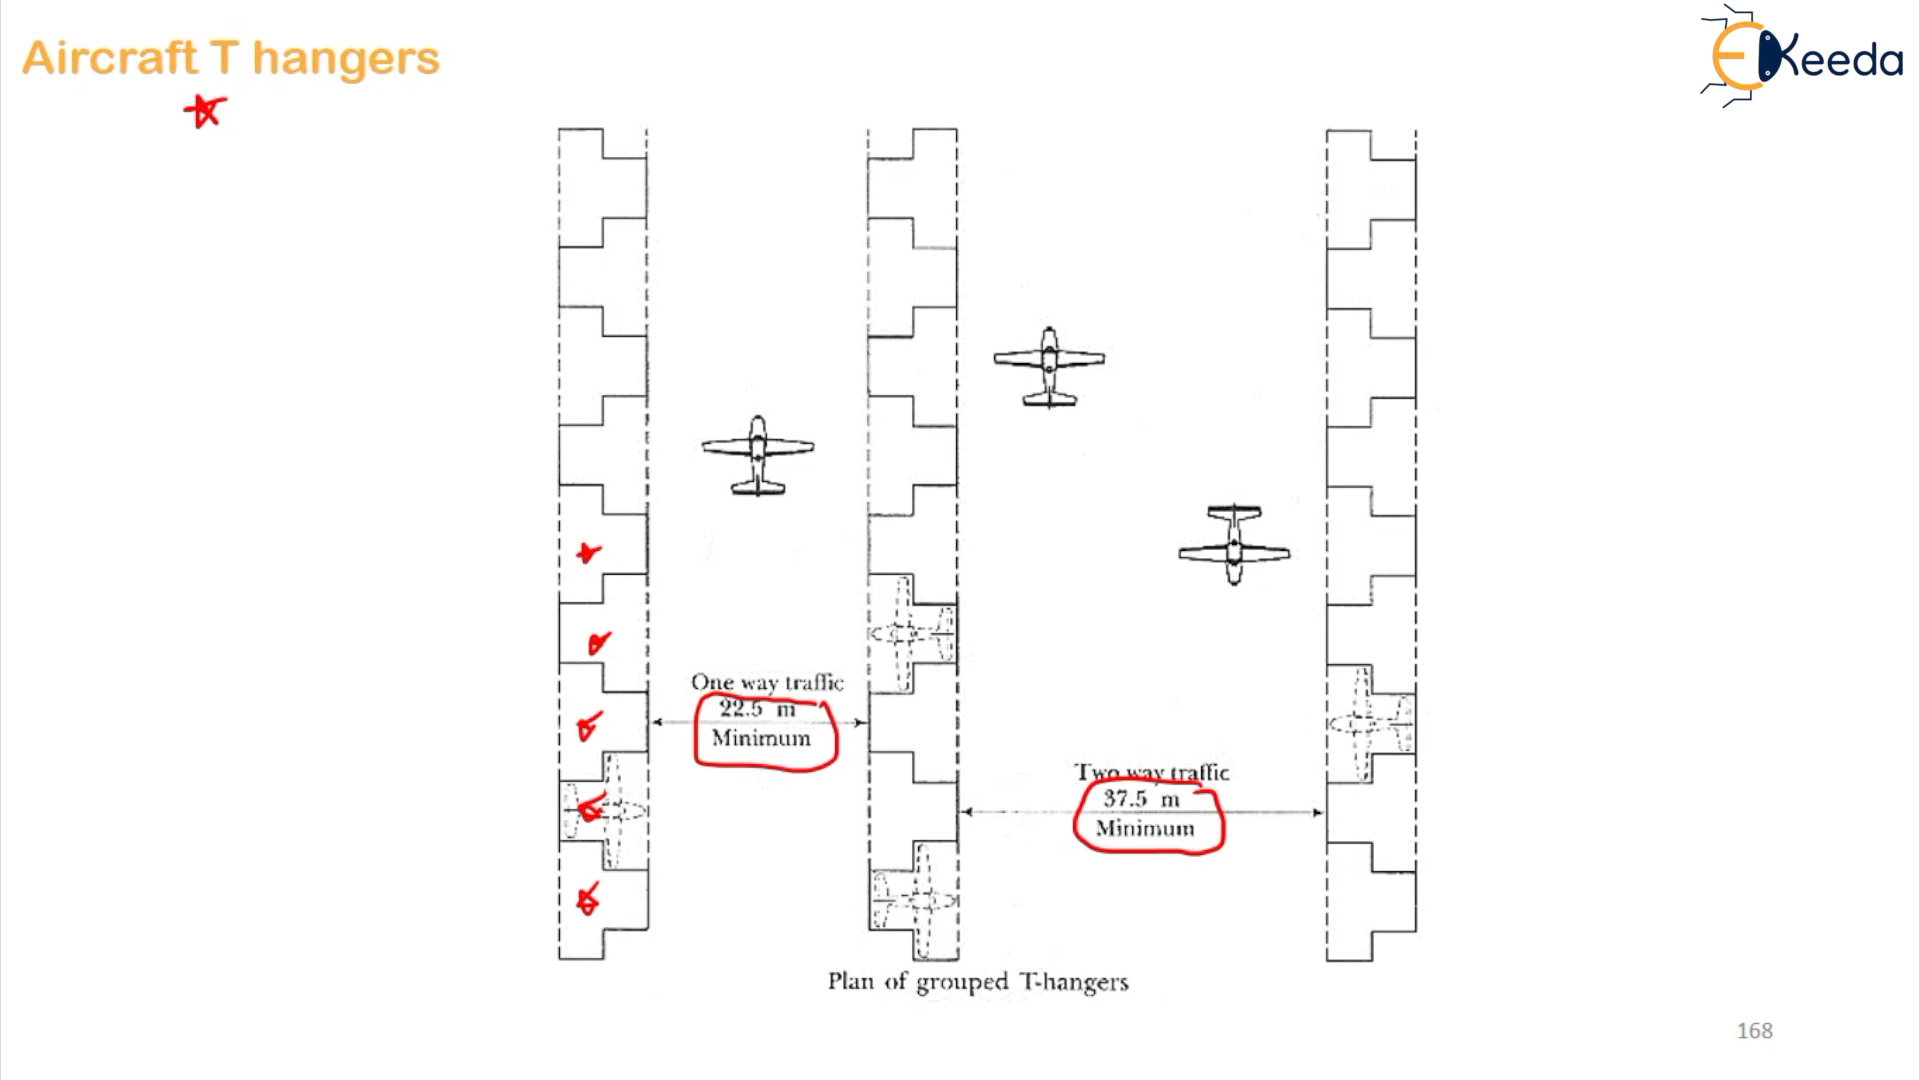 Aircraft T hangers
EKeeda
One way traffic
22.5 m
Minimum
Two way traffic
37.5 m
Minimum
Plan of grouped T-hangers
168